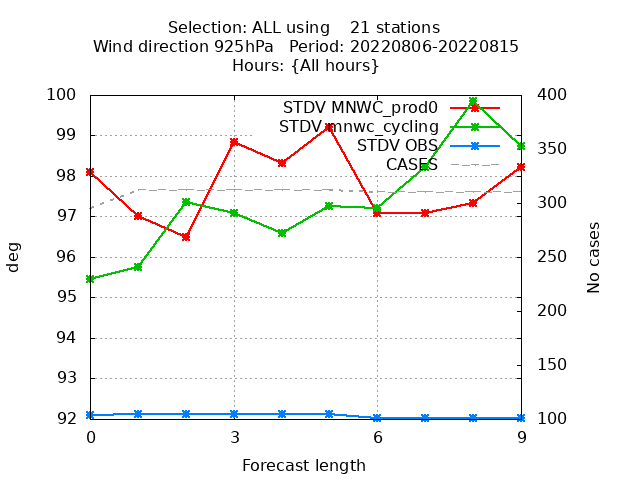 Selection: ALL using    21 stations
Wind direction 925hPa   Period: 20220806-20220815
Hours: {All hours}
STDV MNWC_prod0
STDV mnwc_cycling
STDV OBS
CASES
deg
100
99
98
97
96
95
94
93
92
400
350
300
250
200
150
100
No cases
0
3
6
9
Forecast length